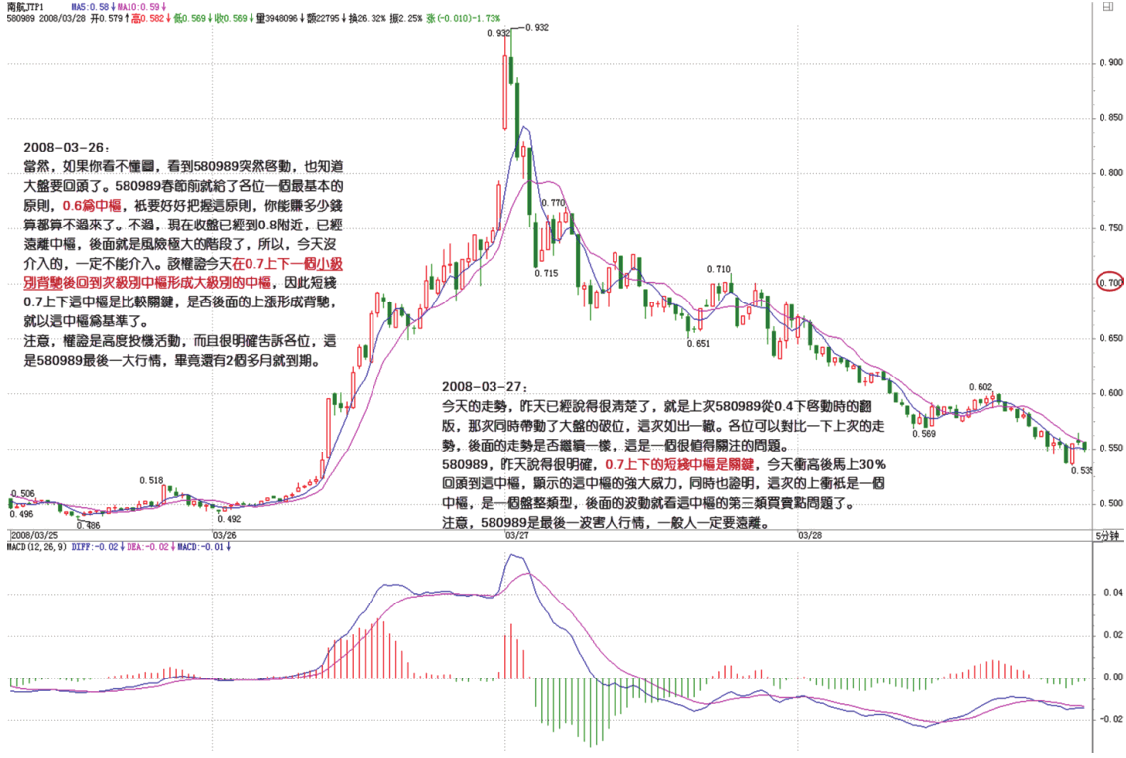 南航JTP1 MA5:0.58↓MA10:0.59↓
580989 2008/03/28 开0.579↑高0.582↓低0.569↓收0.569↓量3948096↓额22795↓换26.32% 振2.25% 涨(-0.010)-1.73%
0.932
0.932
0.900
0.850
2008-03-26:
當然，如果你看不懂圖，看到580989突然啓動，也知道
大盤要回頭了。580989春節前就給了各位一個最基本的
原則，0.6爲中樞，衹要好好把握這原則，你能賺多少錢
算都算不過來了。不過，現在收盤已經到0.8附近，已經
遠離中樞，後面就是風險極大的階段了，所以，今天沒
介入的，一定不能介入。該權證今天在0.7上下一個小級
別背馳後回到次級別中樞形成大級別的中樞，因此短綫
0.7上下這中樞是比較關鍵，是否後面的上漲形成背馳，
就以這中樞爲基準了。
注意，權證是高度投機活動，而且很明確告訴各位，這
是580989最後一大行情，畢竟還有2個多月就到期。
0.800
0.770
0.750
0.715
0.710
0.700
0.651
0.650
2008-03-27:
今天的走勢，昨天已經說得很清楚了，就是上次580989從0.4下啓動時的翻
版，那次同時帶動了大盤的破位，這次如出一轍。各位可以對比一下上次的走
勢，後面的走勢是否繼續一樣，這是一個很值得關注的問題。
580989，昨天說得很明確，0.7上下的短綫中樞是關鍵，今天衝高後馬上30%
回頭到這中樞，顯示的這中樞的強大威力，同時也證明，這次的上衝衹是一個
中樞，是一個盤整類型，後面的波動就看這中樞的第三類買賣點問題了。
注意，580989是最後一波害人行情，一般人一定要遠離。
0.602
0.600
0.569
0.550
0.535
0.518
0.506
0.496
0.486
0.492
0.500
2008/03/25 03/26 03/27 03/28 5分钟
MACD(12,26,9) DIFF:-0.02↓DEA:-0.02↓MACD:-0.01↓
0.04
0.02
0.00
-0.02